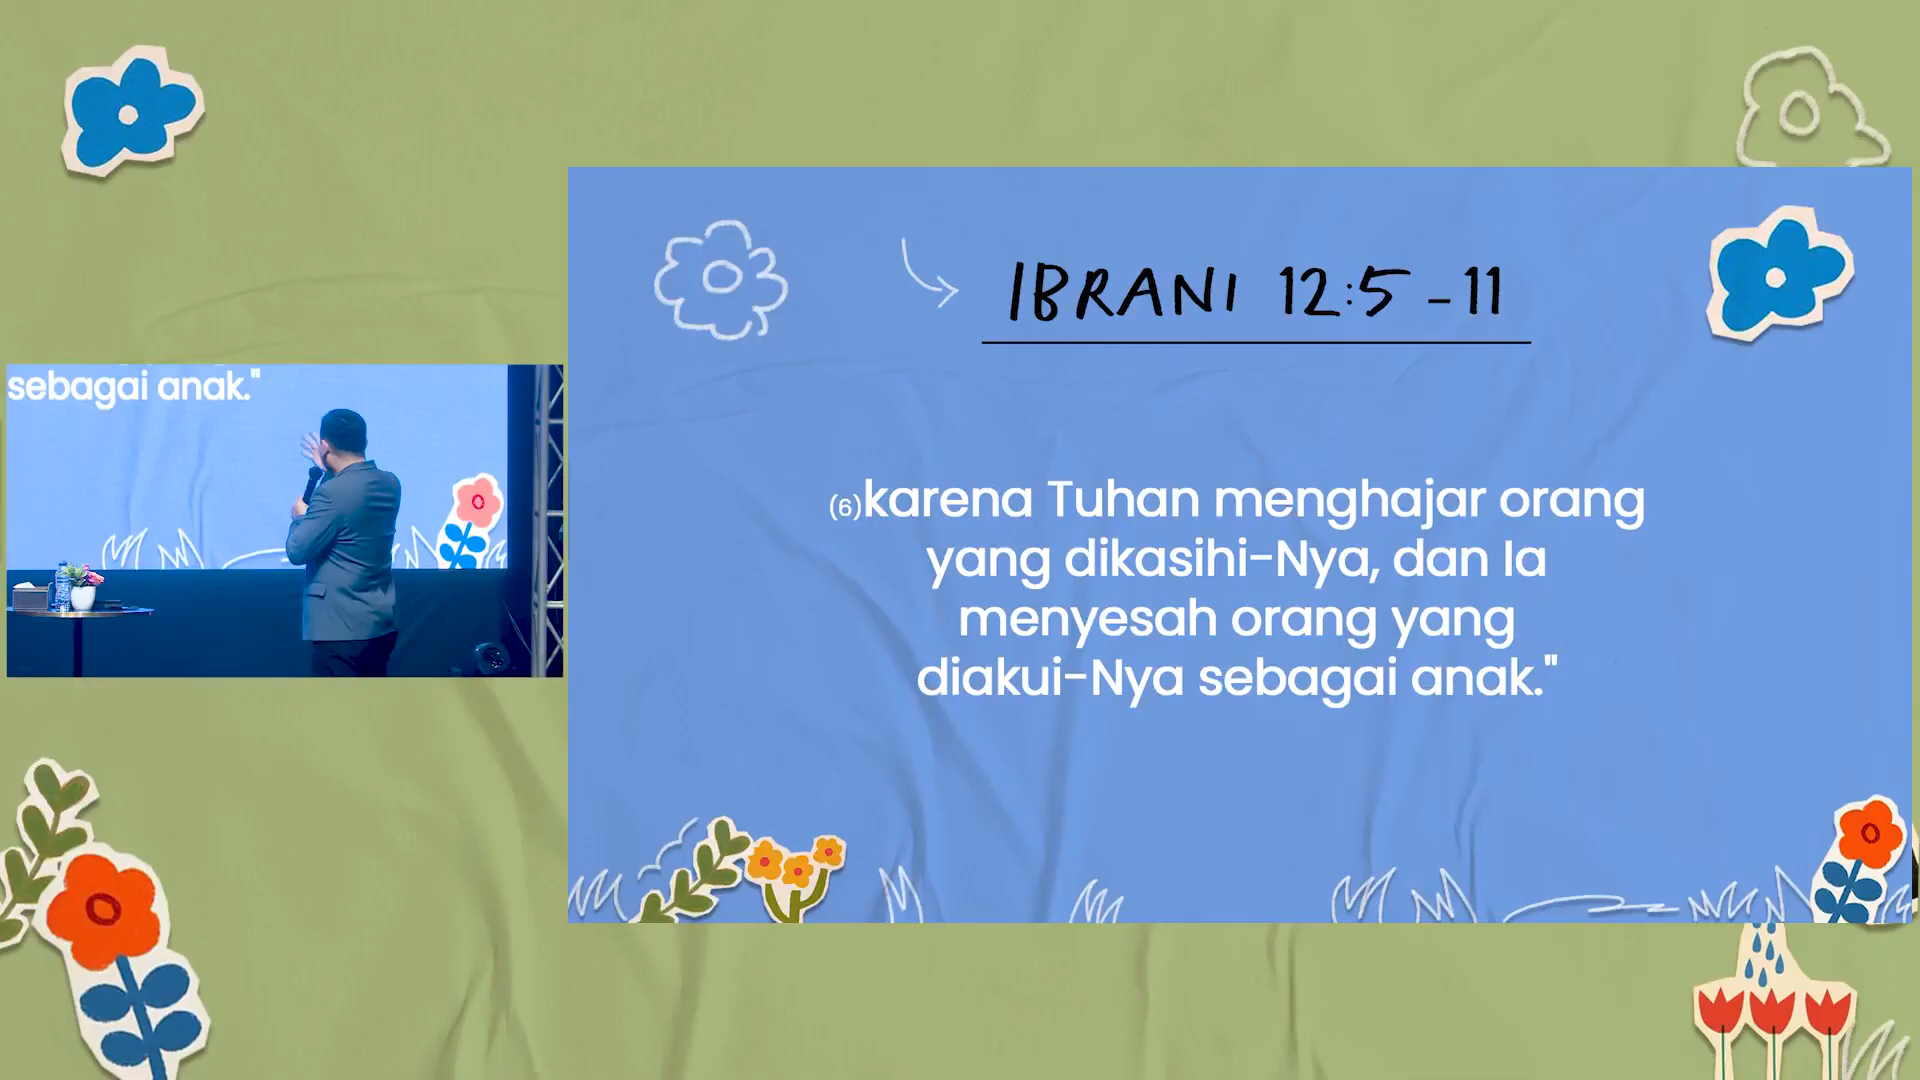 IBRANI 12:5-11
(6)karena Tuhan menghajar orang
yang dikasihi-Nya, dan Ia
menyesah orang yang
diakui-Nya sebagai anak."
sebagai anak."